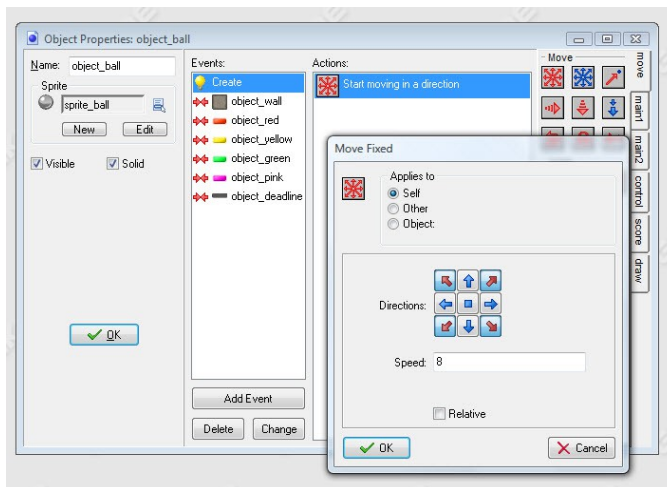 Object Properties: object_ball
Name: object_ball
Sprite
sprite_ball
New Edit
Visible Solid
OK
Events:
Create
object_wall
object_red
object_yellow
object_green
object_pink
object_deadline
Add Event
Delete Change
Actions:
Start moving in a direction
Move
move
main1
main2
control
score
draw
Move Fixed
Applies to
Self
Other
Object:
Directions:
Speed: 8
Relative
OK Cancel